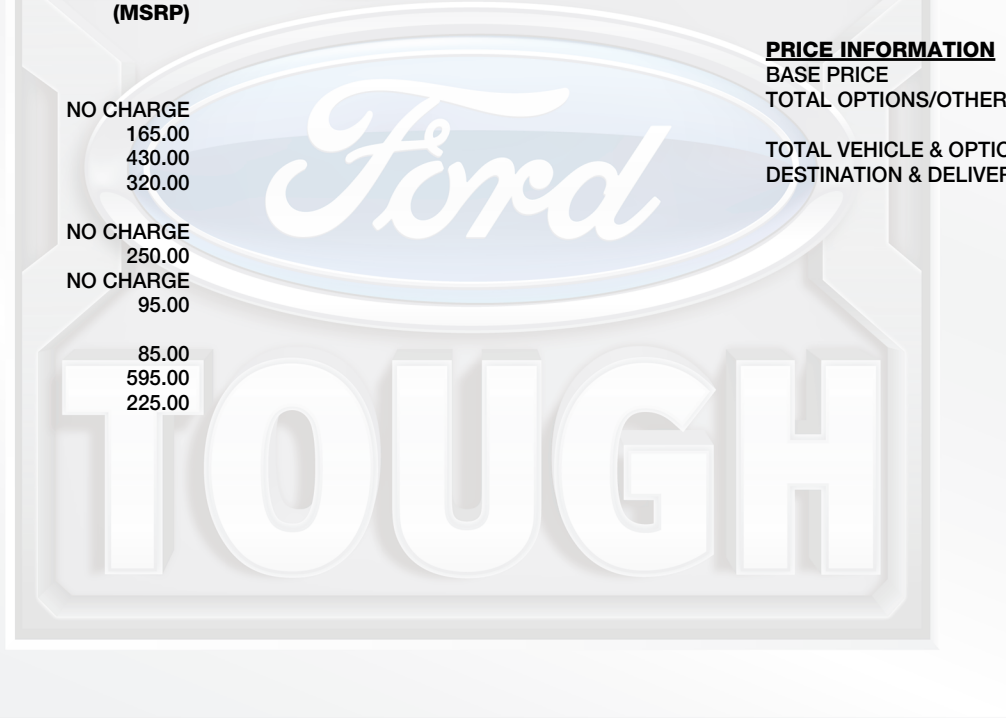 (MSRP)
NO CHARGE
165.00
430.00
320.00
NO CHARGE
250.00
NO CHARGE
95.00
85.00
595.00
225.00
PRICE INFORMATION
BASE PRICE
TOTAL OPTIONS/OTHER
TOTAL VEHICLE & OPTIO
DESTINATION & DELIVER
Ford
TOUGH